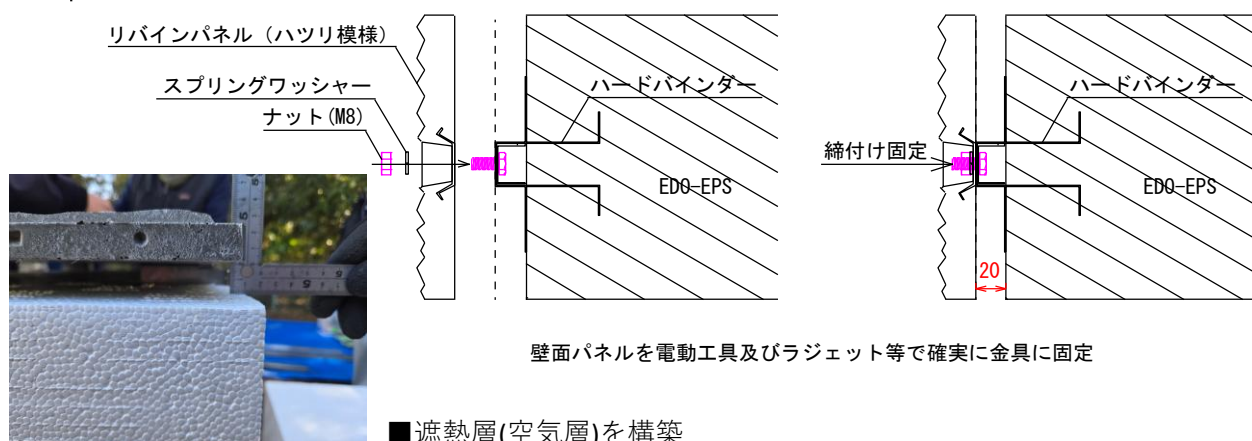 リバインパネル（ハツリ模様）
スプリングワッシャー
ナット(M8)
ハードバインダー
EDO-EPS
締付け固定
ハードバインダー
EDO-EPS
20
壁面パネルを電動工具及びラジェット等で確実に金具に固定
■遮熱層(空気層)を構築